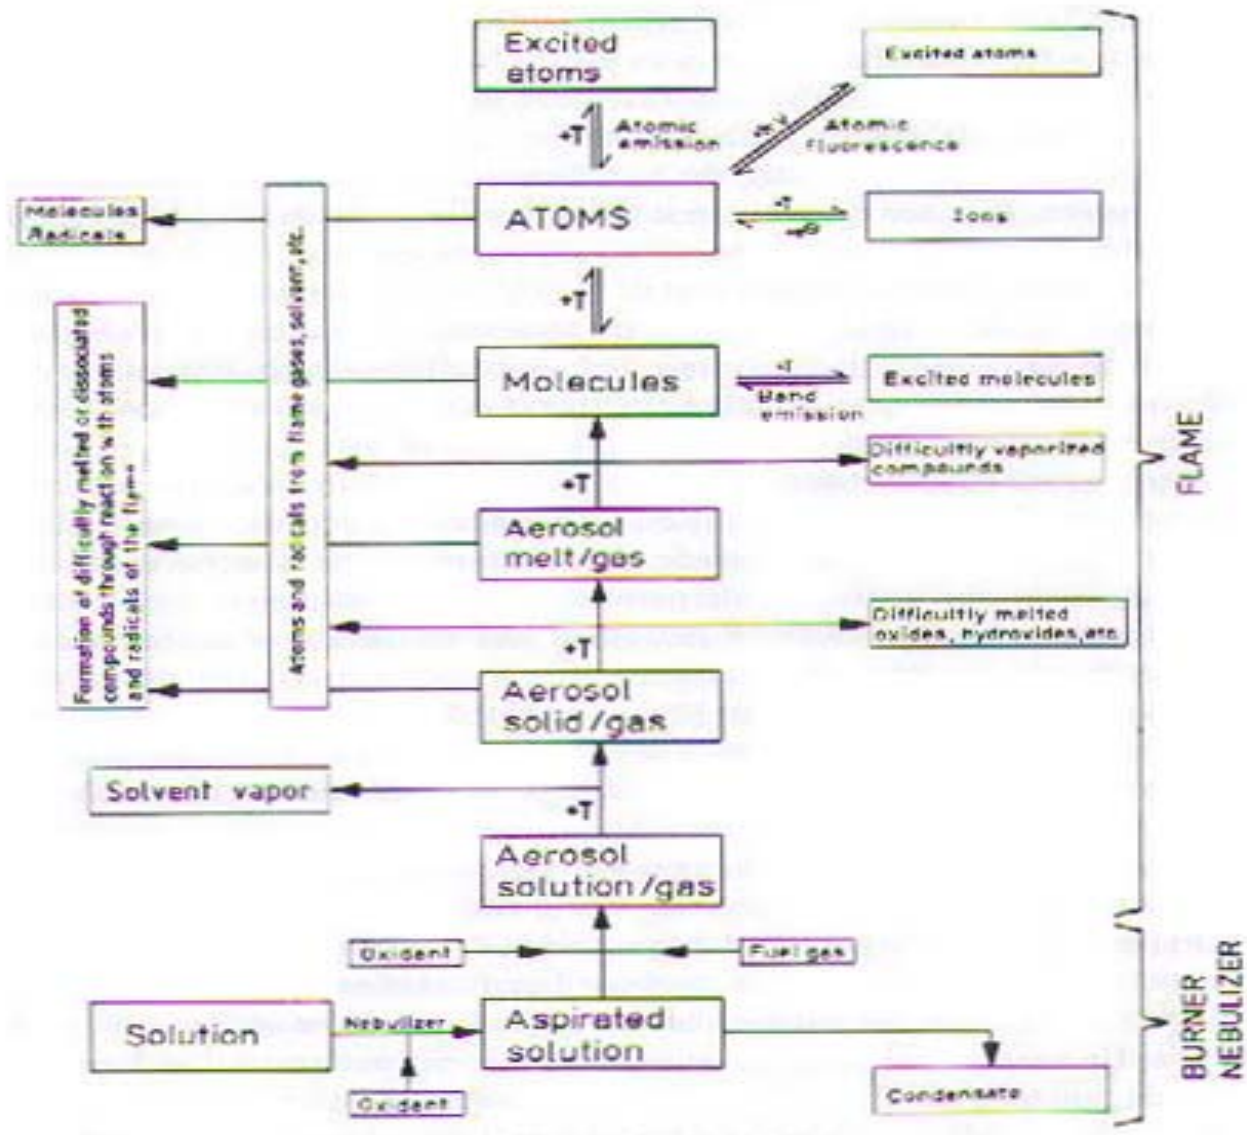 Excited
atoms
Excited atoms
+T
Atomic
emission
Atomic
fluorescence
Molecules
Radicals
ATOMS
+T
Ions
+T
Molecules
+T
Band
emission
Excited molecules
Difficultly vaporized
compounds
+T
Aerosol
melt/gas
Difficultly melted
oxides, hydroxides, etc
+T
Aerosol
solid/gas
Formation of difficultly melted or dissociated
compounds through reaction with atoms
and radicals of the flame
Atoms and radicals from flame gases, solvent, etc.
Solvent vapor
+T
Aerosol
solution/gas
Oxidant
Fuel gas
Solution
Nebulizer
Aspirated
solution
Oxidant
Condensate
FLAME
BURNER
NEBULIZER